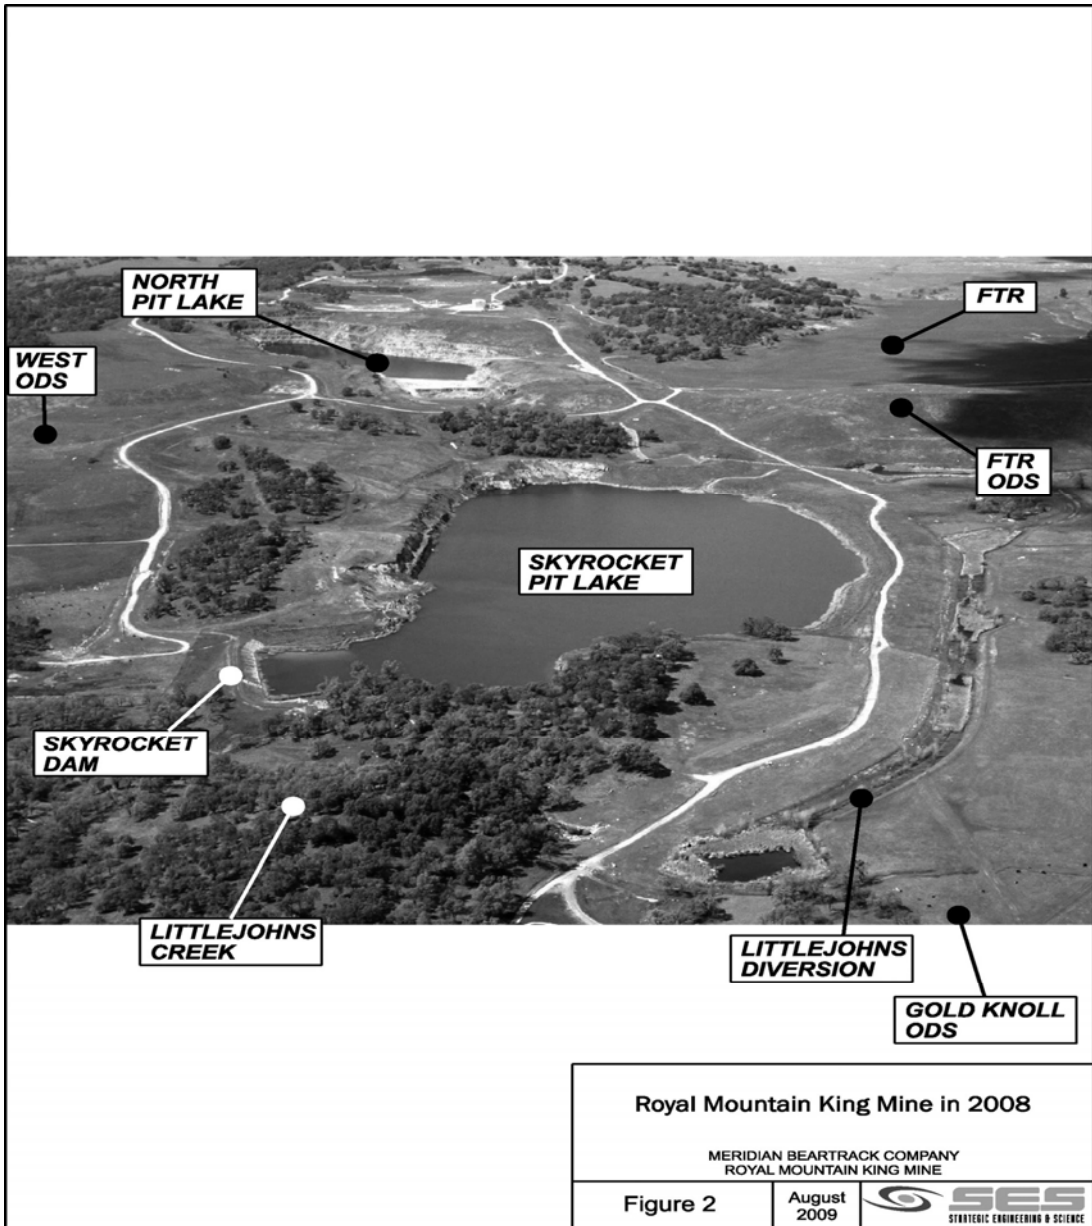 NORTH
PIT LAKE
FTR
WEST
ODS
FTR
ODS
SKYROCKET
PIT LAKE
SKYROCKET
DAM
LITTLEJOHNS
CREEK
LITTLEJOHNS
DIVERSION
GOLD KNOLL
ODS
Royal Mountain King Mine in 2008
MERIDIAN BEARTRACK COMPANY
ROYAL MOUNTAIN KING MINE
Figure 2
August
2009
SES
STRATEGIC ENGINEERING & SCIENCE